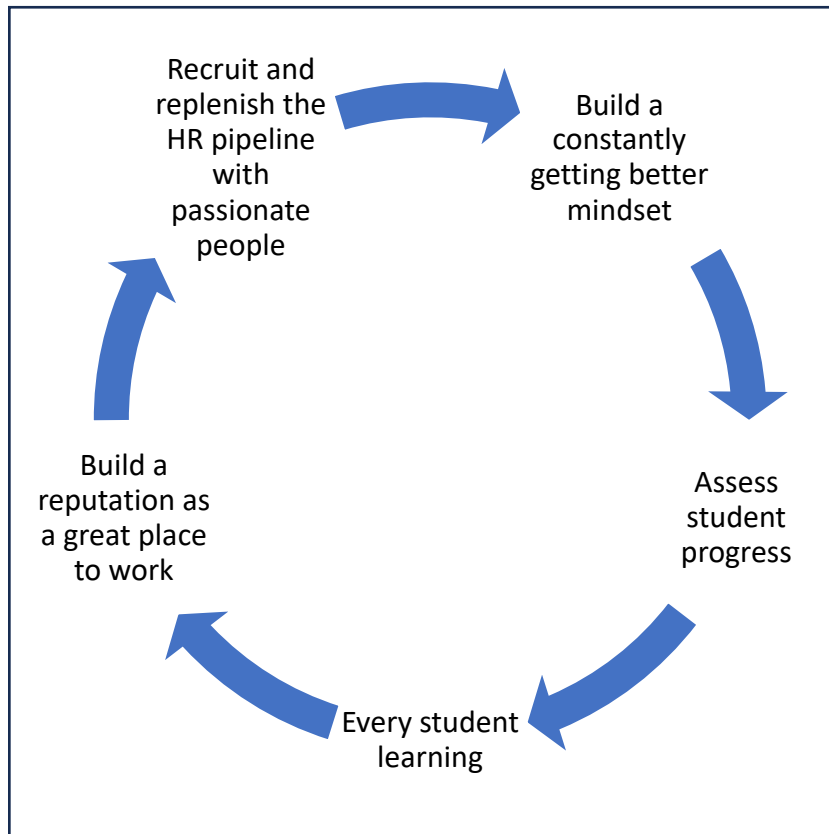 Recruit and
replenish the
HR pipeline
with
passionate
people
Build a
constantly
getting better
mindset
Assess
student
progress
Every student
learning
Build a
reputation as
a great place
to work